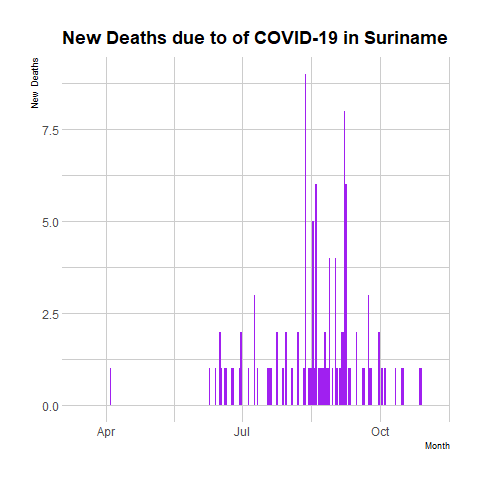 New Deaths due to of COVID-19 in Suriname
New Deaths
7.5
5.0
2.5
0.0
Apr Jul Oct
Month